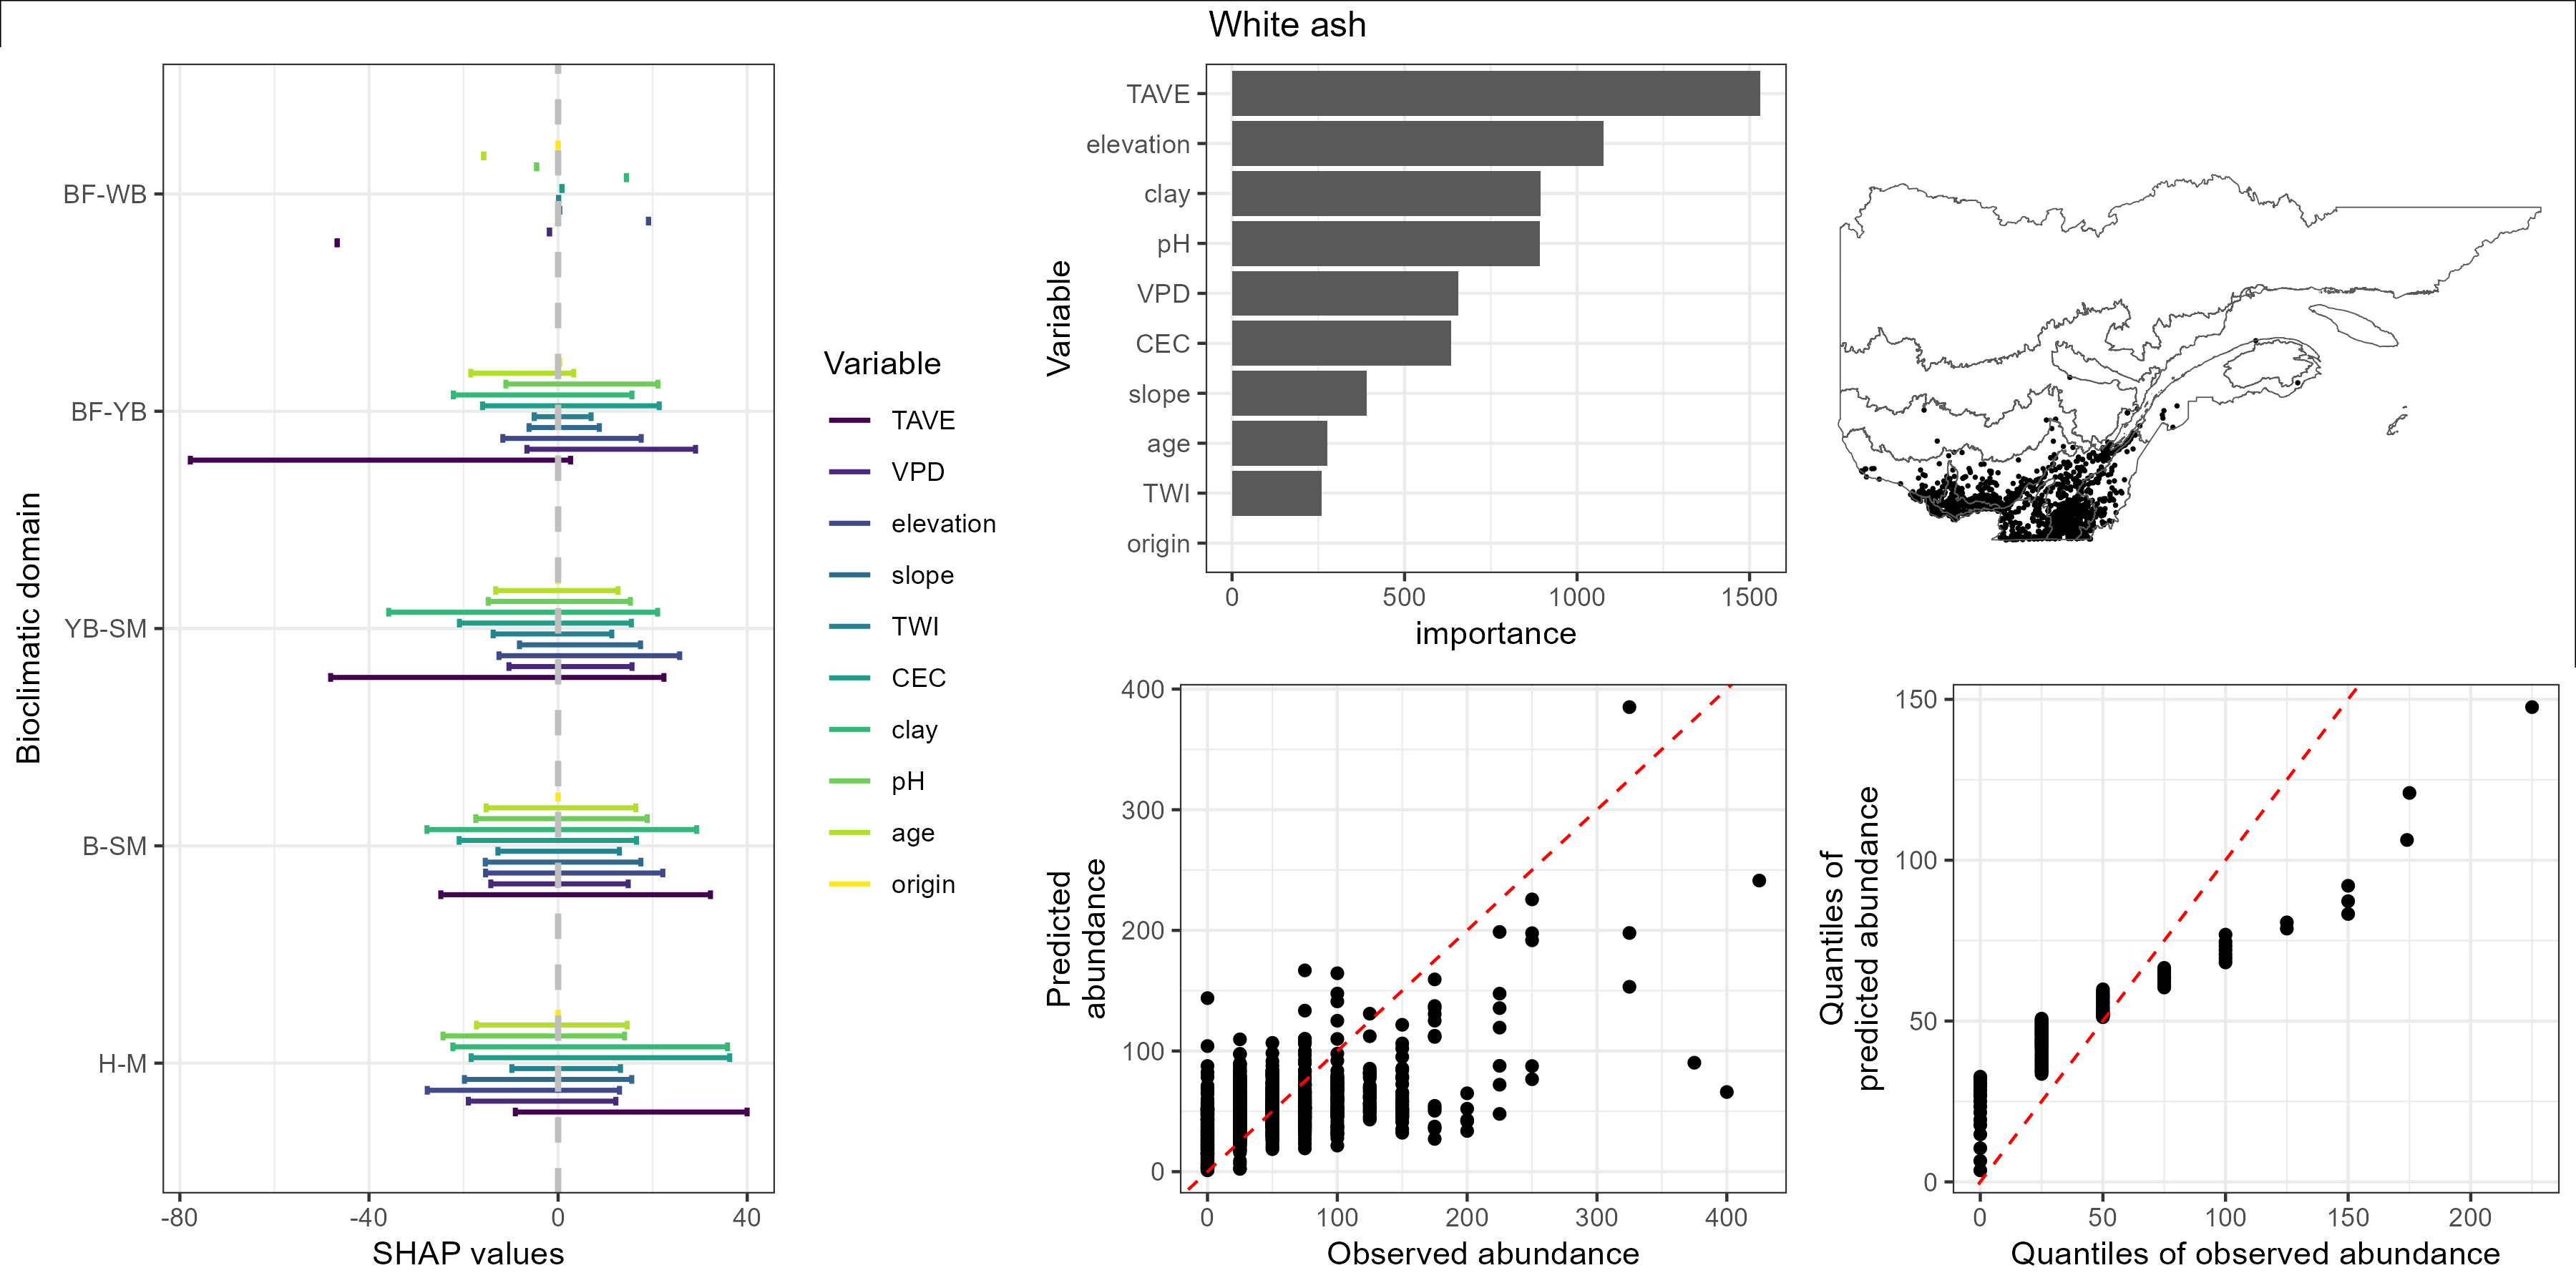 White ash
Bioclimatic domain
BF-WB
BF-YB
YB-SM
B-SM
H-M
-80 -40 0 40
SHAP values
Variable
TAVE
VPD
elevation
slope
TWI
CEC
clay
pH
age
origin
Variable
TAVE
elevation
clay
pH
VPD
CEC
slope
age
TWI
origin
0 500 1000 1500
importance
Predicted
abundance
400
300
200
100
0
0 100 200 300 400
Observed abundance
Quantiles of
predicted abundance
150
100
50
0
0 50 100 150 200
Quantiles of observed abundance